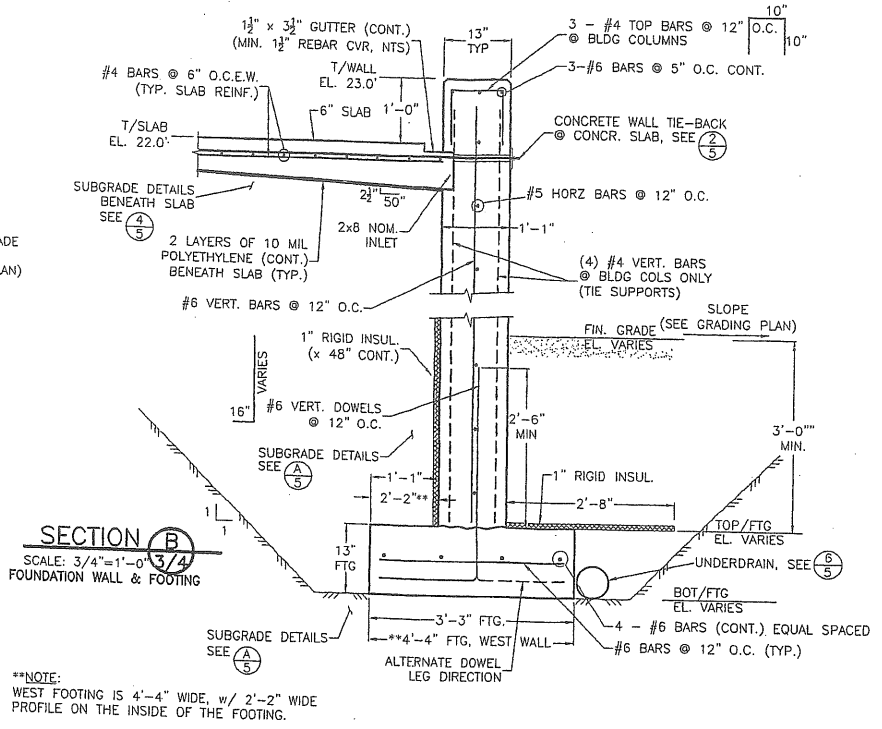 1½" x 3½" GUTTER (CONT.)
(MIN. 1½" REBAR CVR, NTS)
13"
TYP
3 - #4 TOP BARS @ 12" O.C.
@ BLDG COLUMNS
10"
10"
T/WALL
EL. 23.0'
3-#6 BARS @ 5" O.C. CONT.
#4 BARS @ 6" O.C.E.W.
(TYP. SLAB REINF.)
6" SLAB
1'-0"
T/SLAB
EL. 22.0'
CONCRETE WALL TIE-BACK
@ CONCR. SLAB, SEE 2/5
SUBGRADE DETAILS
BENEATH SLAB
SEE 4/5
2½"
50"
2x8 NOM.
INLET
#5 HORZ BARS @ 12" O.C.
1'-1"
ADE
LAN)
2 LAYERS OF 10 MIL
POLYETHYLENE (CONT.)
BENEATH SLAB (TYP.)
(4) #4 VERT. BARS
@ BLDG COLS ONLY
(TIE SUPPORTS)
#6 VERT. BARS @ 12" O.C.
SLOPE
(SEE GRADING PLAN)
FIN. GRADE
EL. VARIES
1" RIGID INSUL.
(x 48" CONT.)
VARIES
16"
#6 VERT. DOWELS
@ 12" O.C.
2'-6"
MIN
3'-0""
MIN.
SUBGRADE DETAILS
SEE A/5
1'-1"
2'-2"**
1" RIGID INSUL.
2'-8"
1
1
TOP/FTG
EL. VARIES
SECTION B
3/4
SCALE: 3/4"=1'-0"
FOUNDATION WALL & FOOTING
13"
FTG
UNDERDRAIN, SEE 6/5
BOT/FTG
EL. VARIES
3'-3" FTG.
**4'-4" FTG, WEST WALL
4 - #6 BARS (CONT.) EQUAL SPACED
#6 BARS @ 12" O.C. (TYP.)
SUBGRADE DETAILS
SEE A/5
ALTERNATE DOWEL
LEG DIRECTION
**NOTE:
WEST FOOTING IS 4'-4" WIDE, w/ 2'-2" WIDE
PROFILE ON THE INSIDE OF THE FOOTING.